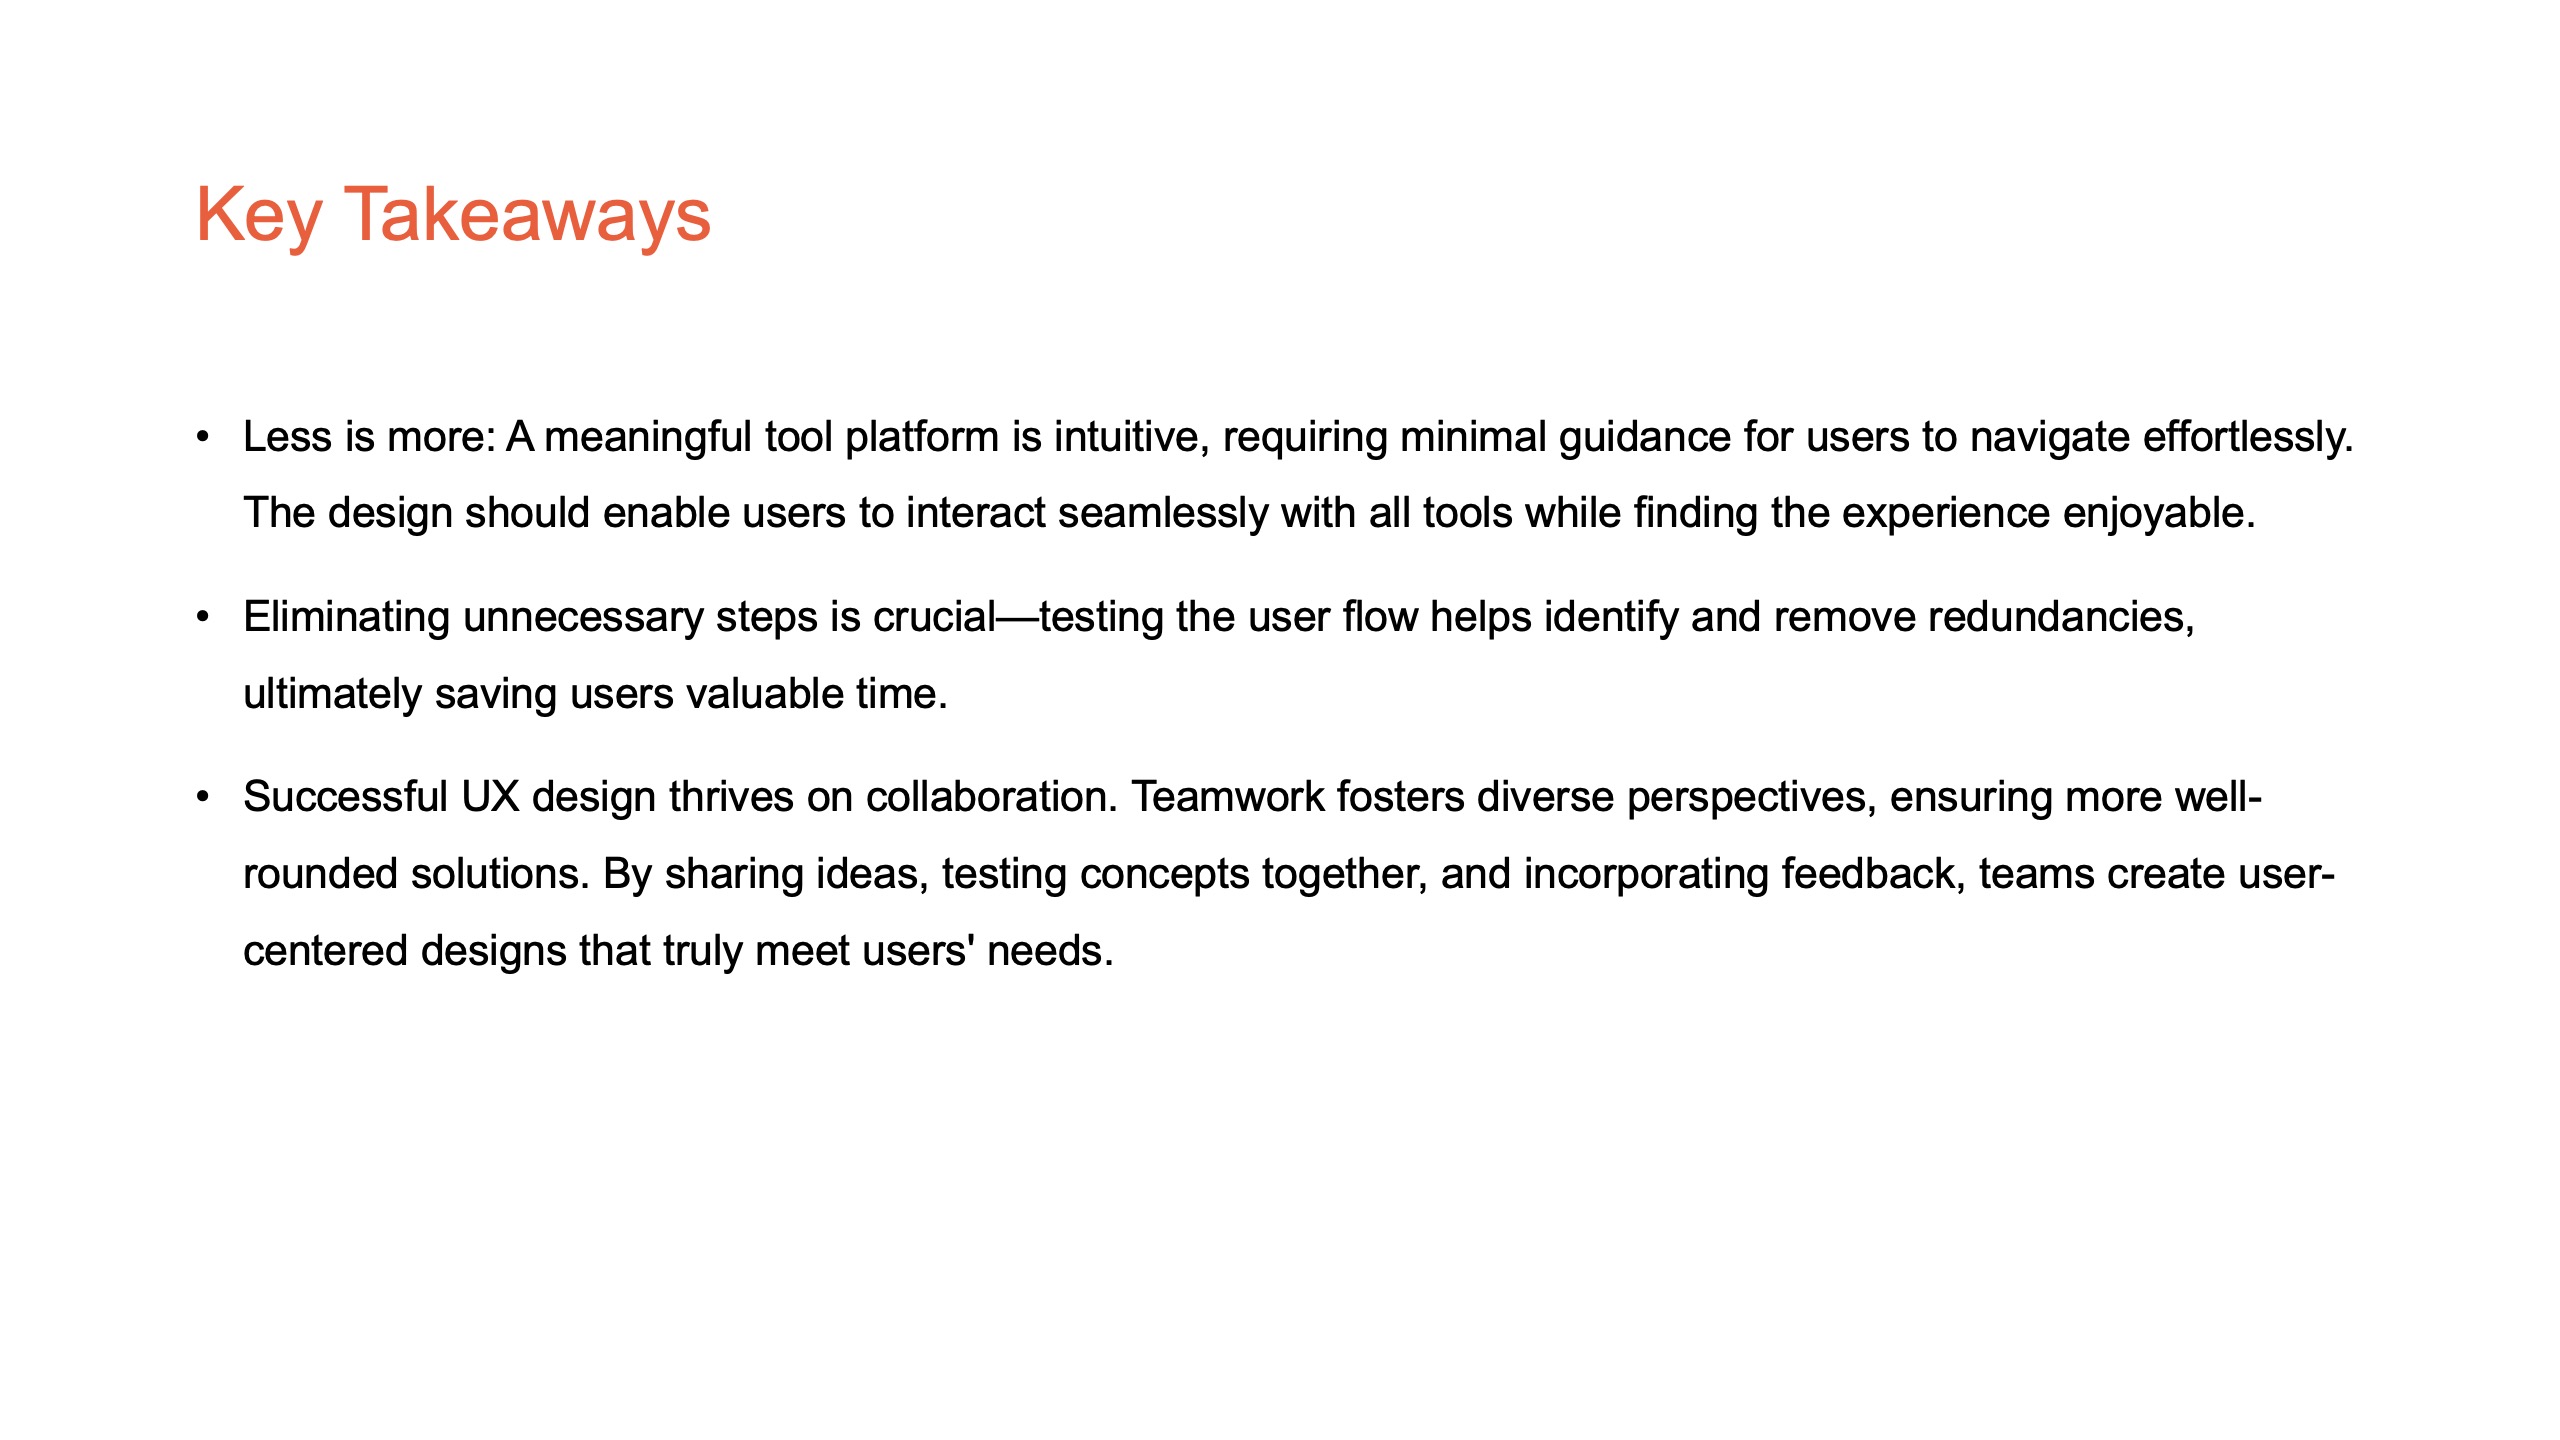 Key Takeaways
• Less is more: A meaningful tool platform is intuitive, requiring minimal guidance for users to navigate effortlessly.
The design should enable users to interact seamlessly with all tools while finding the experience enjoyable.
• Eliminating unnecessary steps is crucial—testing the user flow helps identify and remove redundancies,
ultimately saving users valuable time.
• Successful UX design thrives on collaboration. Teamwork fosters diverse perspectives, ensuring more well-
rounded solutions. By sharing ideas, testing concepts together, and incorporating feedback, teams create user-
centered designs that truly meet users' needs.